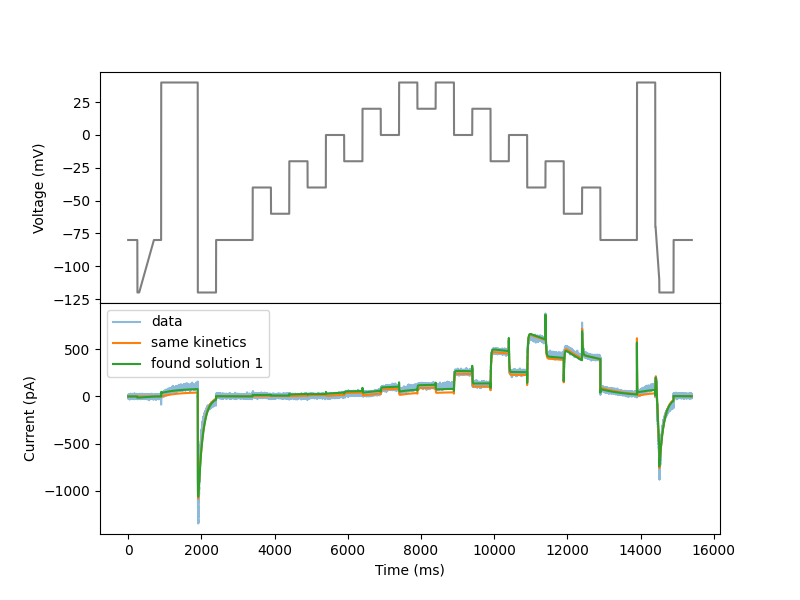 25
0
−25
−50
−75
−100
−125
Voltage (mV)
data
same kinetics
found solution 1
500
0
−500
−1000
Current (pA)
0 2000 4000 6000 8000 10000 12000 14000 16000
Time (ms)